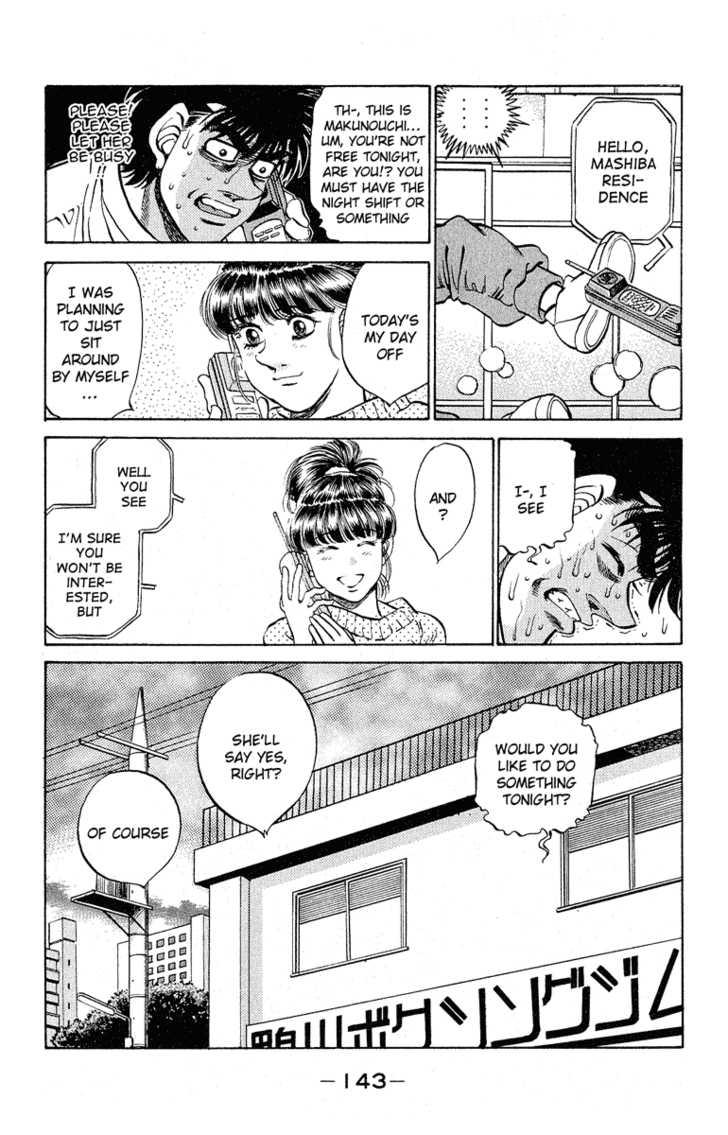 HELLO,
MASHIBA
RESI-
DENCE
TH-, THIS IS
MAKUNOUCHI...
UM, YOU'RE NOT
FREE TONIGHT,
ARE YOU!? YOU
MUST HAVE THE
NIGHT SHIFT OR
SOMETHING
PLEASE!
PLEASE
LET HER
BE BUSY
!!
TODAY'S
MY DAY
OFF
I WAS
PLANNING
TO JUST
SIT
AROUND
BY MYSELF
...
I-, I
SEE
AND
?
WELL
YOU
SEE
I'M SURE
YOU
WON'T BE
INTER-
ESTED,
BUT
WOULD YOU
LIKE TO DO
SOMETHING
TONIGHT?
SHE'LL
SAY YES,
RIGHT?
OF COURSE
鴨川ボクシングジム
-143-